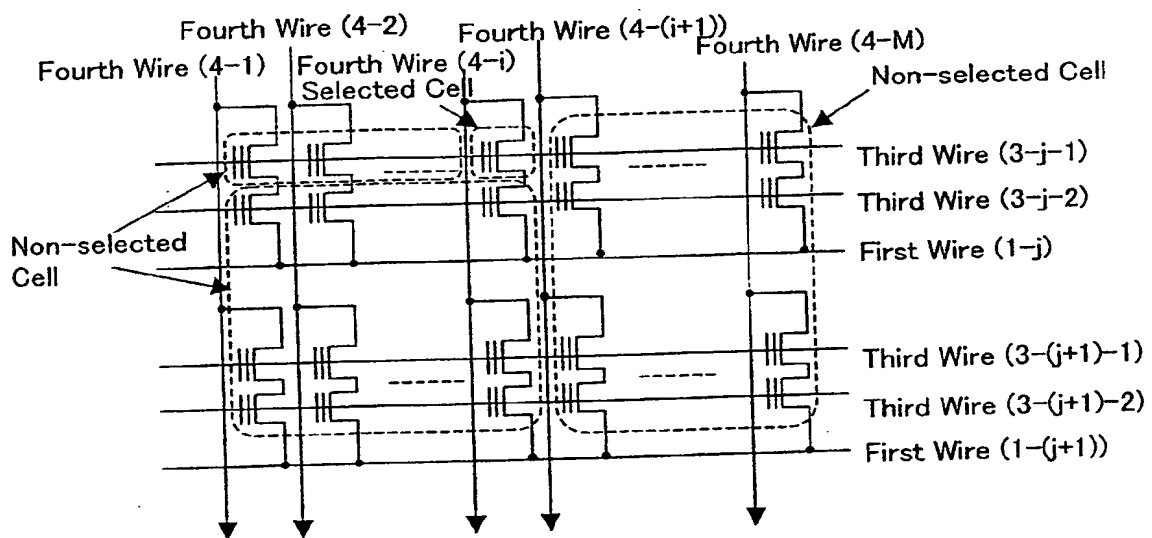 Fourth Wire (4-2)
Fourth Wire (4-(i+1))
Fourth Wire (4-M)
Fourth Wire (4-1)
Fourth Wire (4-i)
Selected Cell
Non-selected Cell
Third Wire (3-j-1)
Third Wire (3-j-2)
Non-selected
Cell
First Wire (1-j)
Third Wire (3-(j+1)-1)
Third Wire (3-(j+1)-2)
First Wire (1-(j+1))